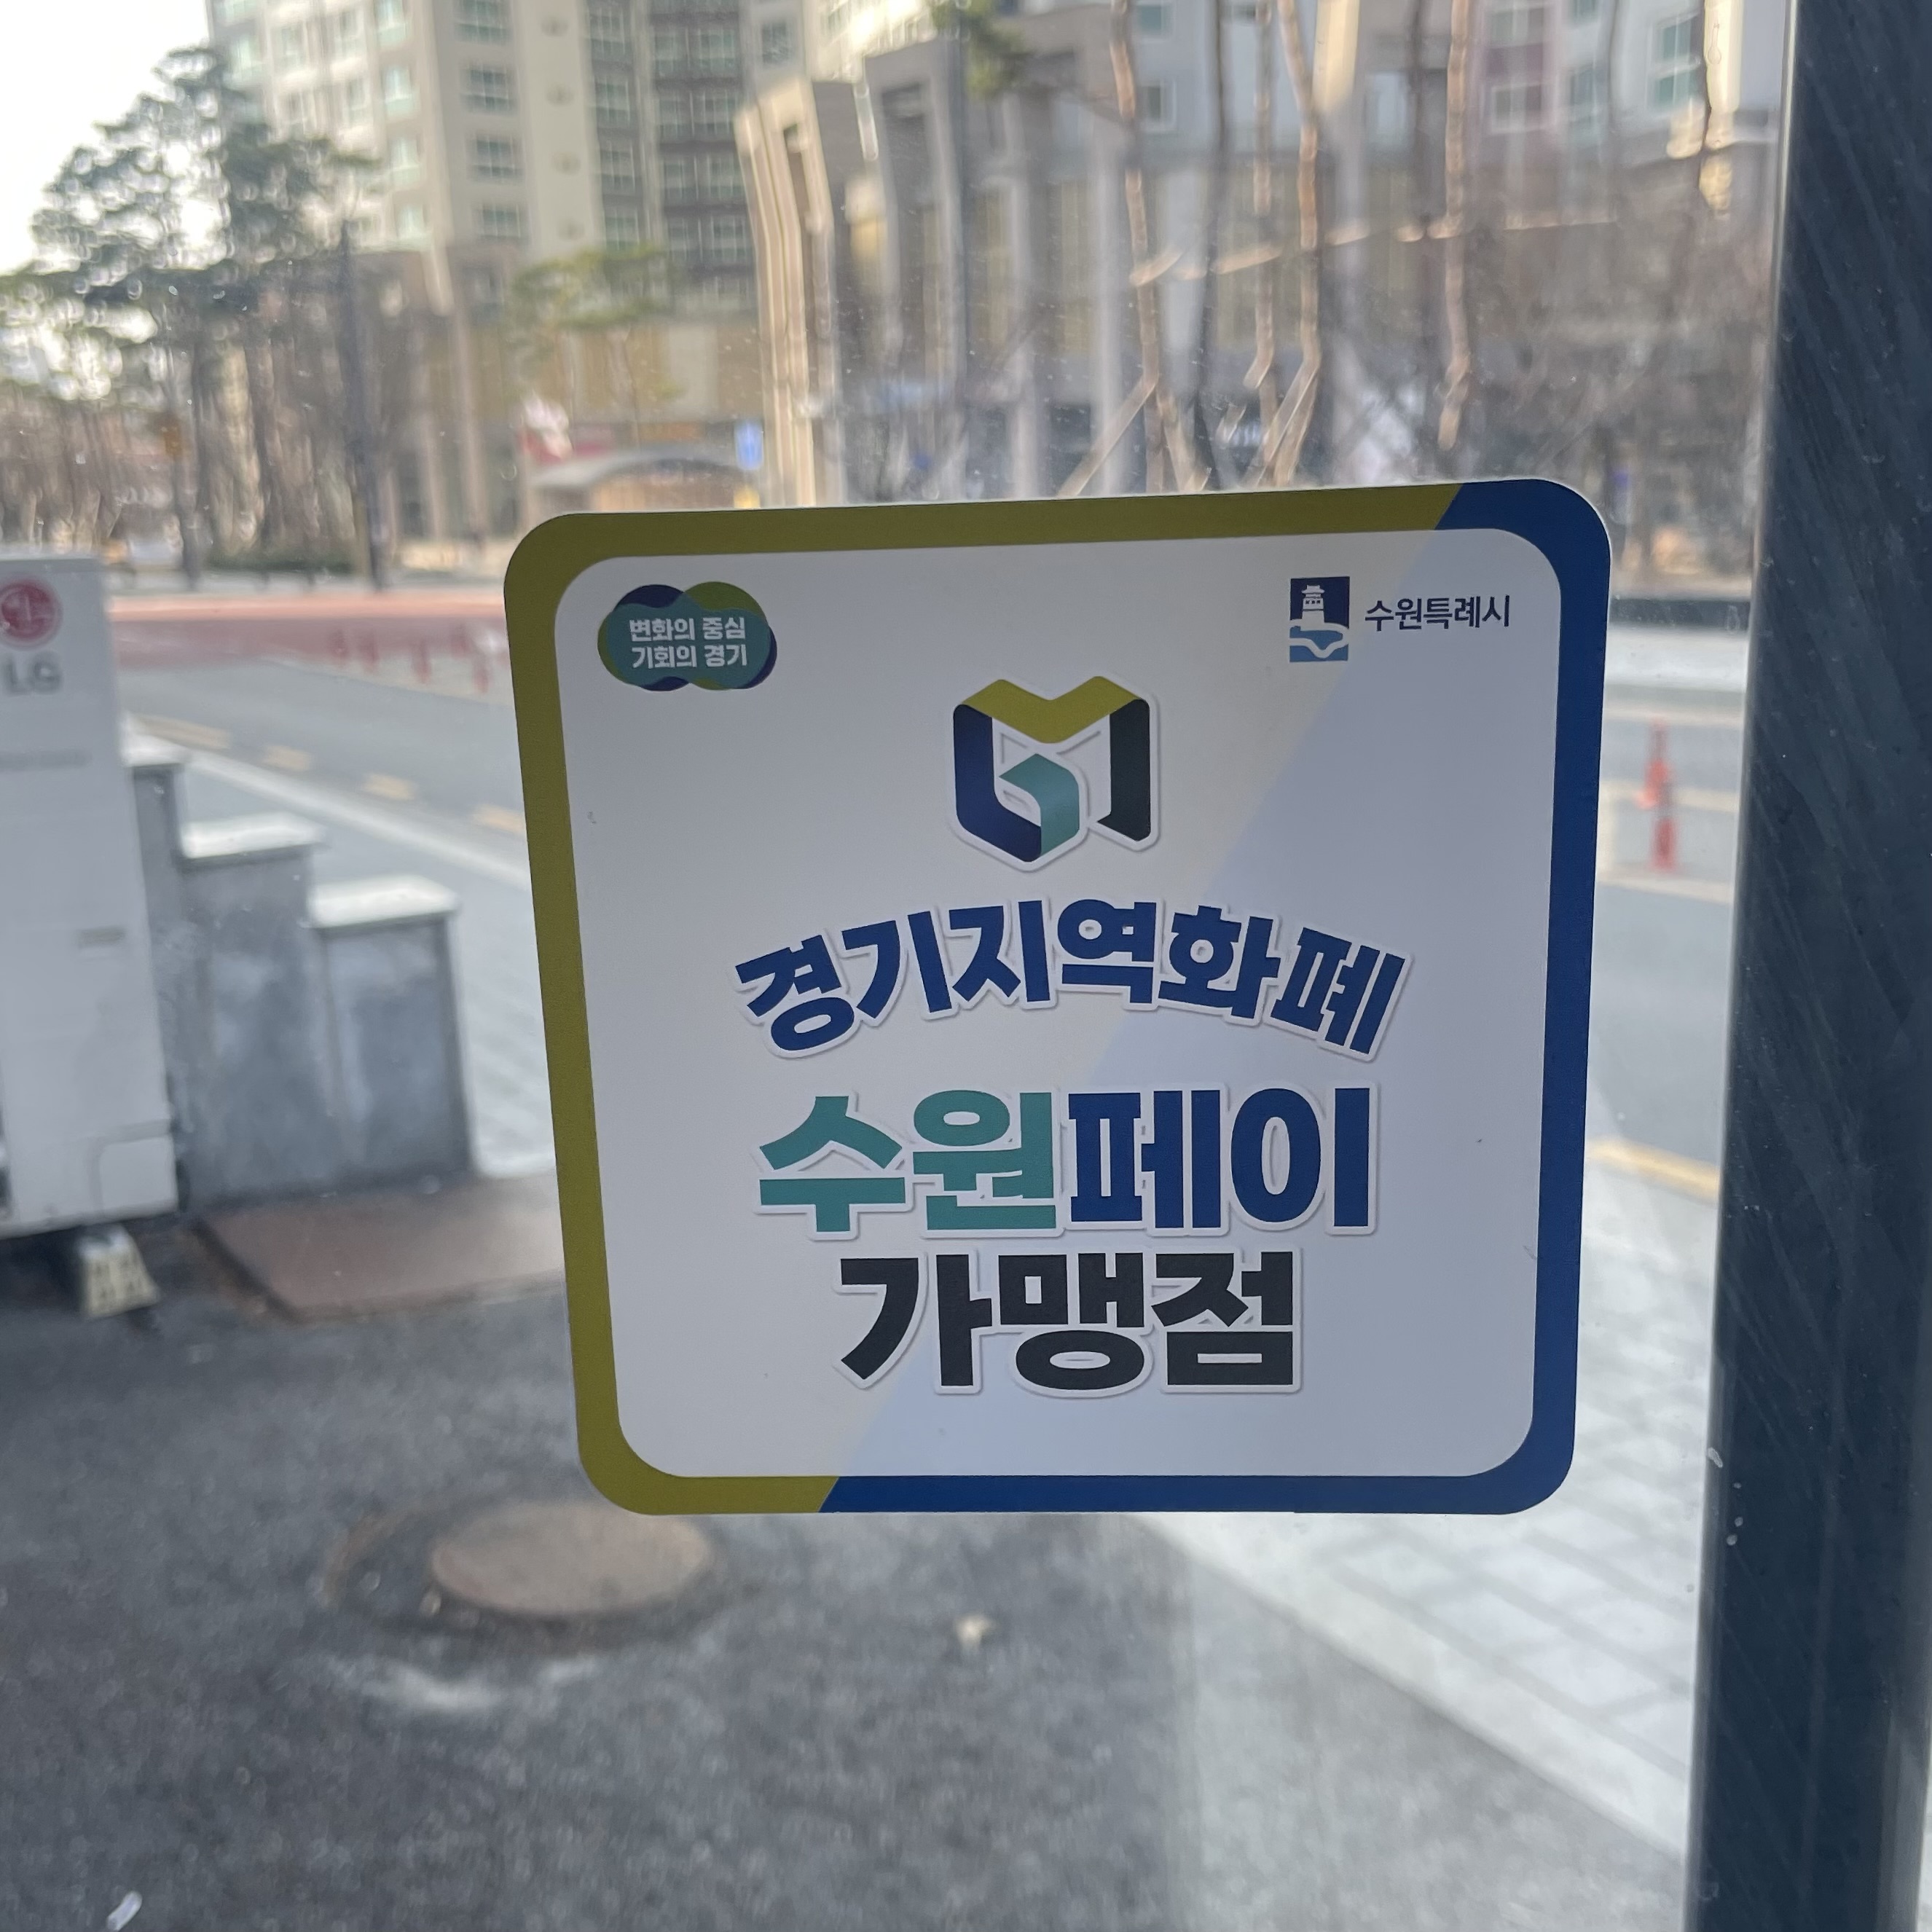 변화의 중심
기회의 경기
수원특례시
경기지역화폐
수원페이
가맹점
LG